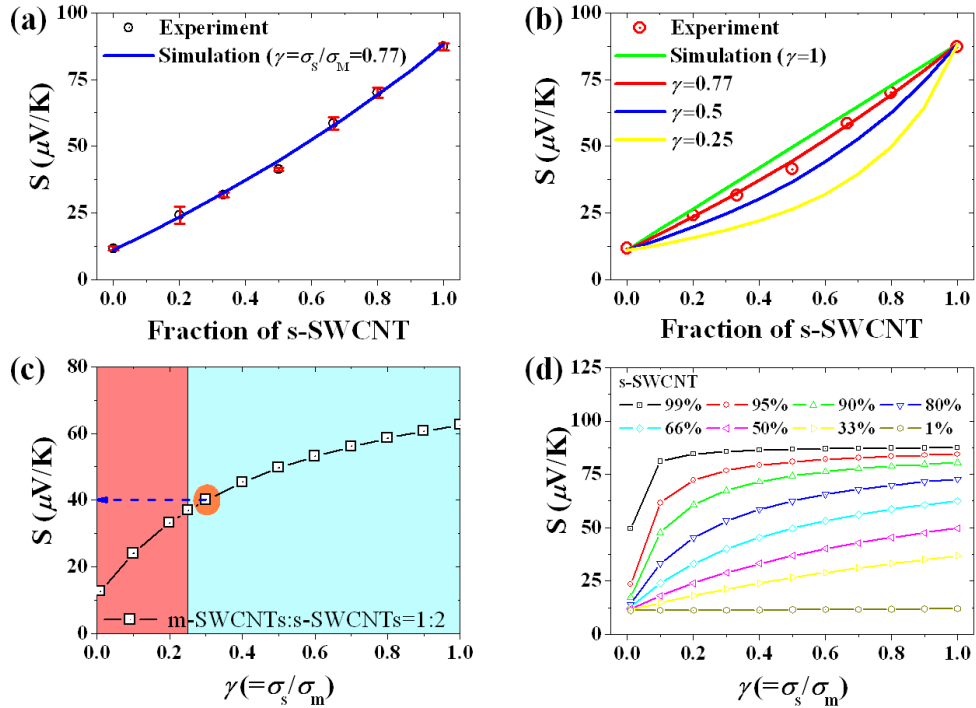 (a)
Experiment
Simulation (γ=σs/σM=0.77)
100
75
50
25
0
S (μV/K)
0.0 0.2 0.4 0.6 0.8 1.0
Fraction of s-SWCNT
(b)
Experiment
Simulation (γ=1)
γ=0.77
γ=0.5
γ=0.25
100
75
50
25
0
S (μV/K)
0.0 0.2 0.4 0.6 0.8 1.0
Fraction of s-SWCNT
(c)
80
60
40
20
0
S (μV/K)
m-SWCNTs:s-SWCNTs=1:2
0.0 0.2 0.4 0.6 0.8 1.0
γ (=σs/σm)
(d)
s-SWCNT
99% 95% 90% 80%
66% 50% 33% 1%
125
100
75
50
25
0
S (μV/K)
0.0 0.2 0.4 0.6 0.8 1.0
γ (=σs/σm)